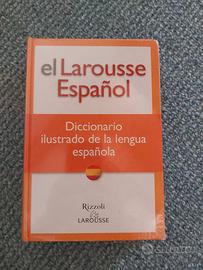 el Larousse
Español
Diccionario
ilustrado de la lengua
española
Rizzoli
LAROUSSE